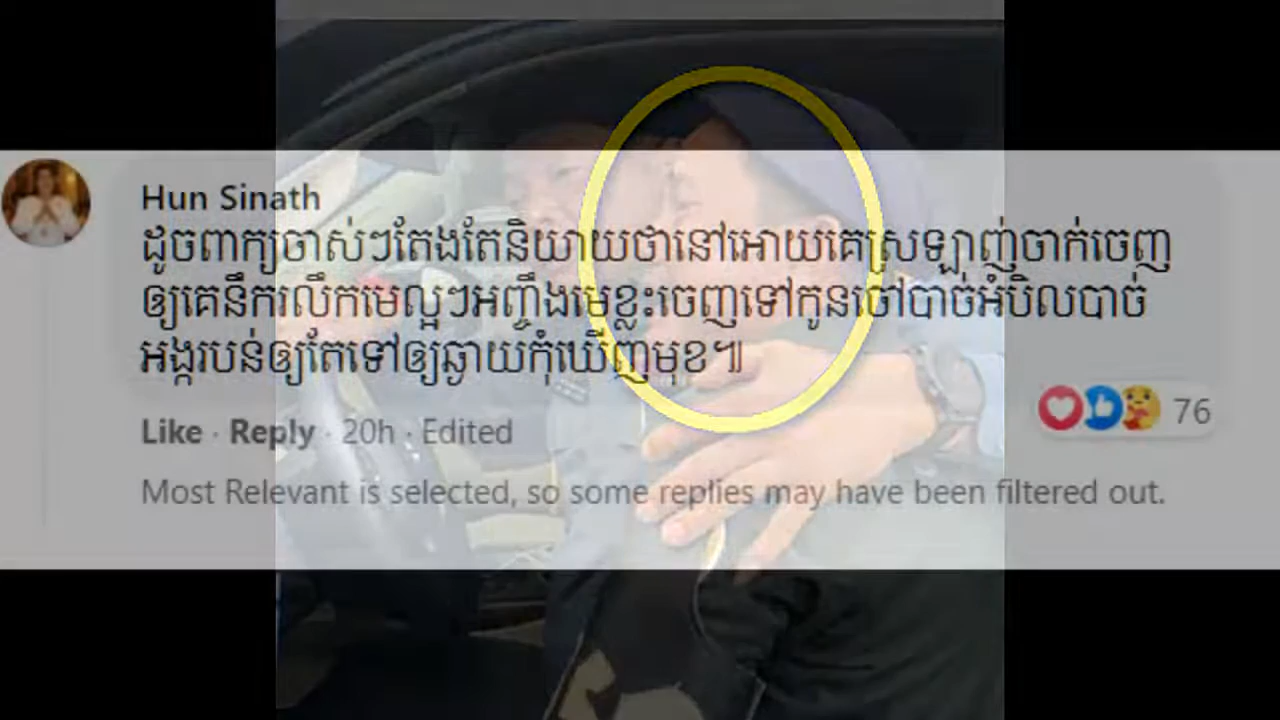 Hun Sinath
ដូចពាក្យចាស់ៗតែងតែនិយាយថានៅអោយគេស្រឡាញ់ចាក់ចេញ
ឲ្យគេនឹករលឹកមេល្អៗអញ្ចឹងមេខ្លះចេញទៅកូនចៅបាច់អំបិលបាច់
អង្ករបន់ឲ្យតែទៅឲ្យឆ្ងាយកុំឃើញមុខ៕
Like · Reply · 20h · Edited
76
Most Relevant is selected, so some replies may have been filtered out.